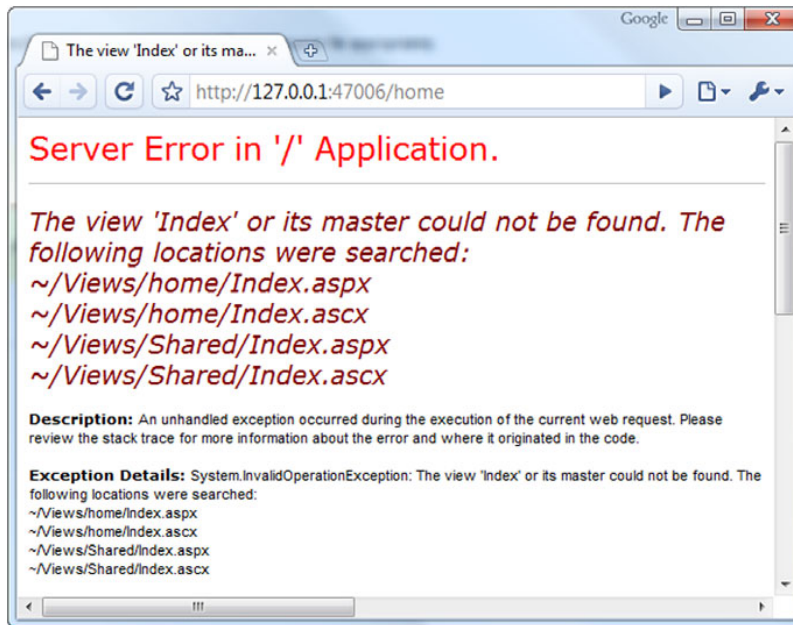 Google
The view 'Index' or its ma...
http://127.0.0.1:47006/home
Server Error in '/' Application.
The view 'Index' or its master could not be found. The
following locations were searched:
~/Views/home/Index.aspx
~/Views/home/Index.ascx
~/Views/Shared/Index.aspx
~/Views/Shared/Index.ascx
Description: An unhandled exception occurred during the execution of the current web request. Please
review the stack trace for more information about the error and where it originated in the code.
Exception Details: System.InvalidOperationException: The view 'Index' or its master could not be found. The
following locations were searched:
~/Views/home/Index.aspx
~/Views/home/Index.ascx
~/Views/Shared/Index.aspx
~/Views/Shared/Index.ascx